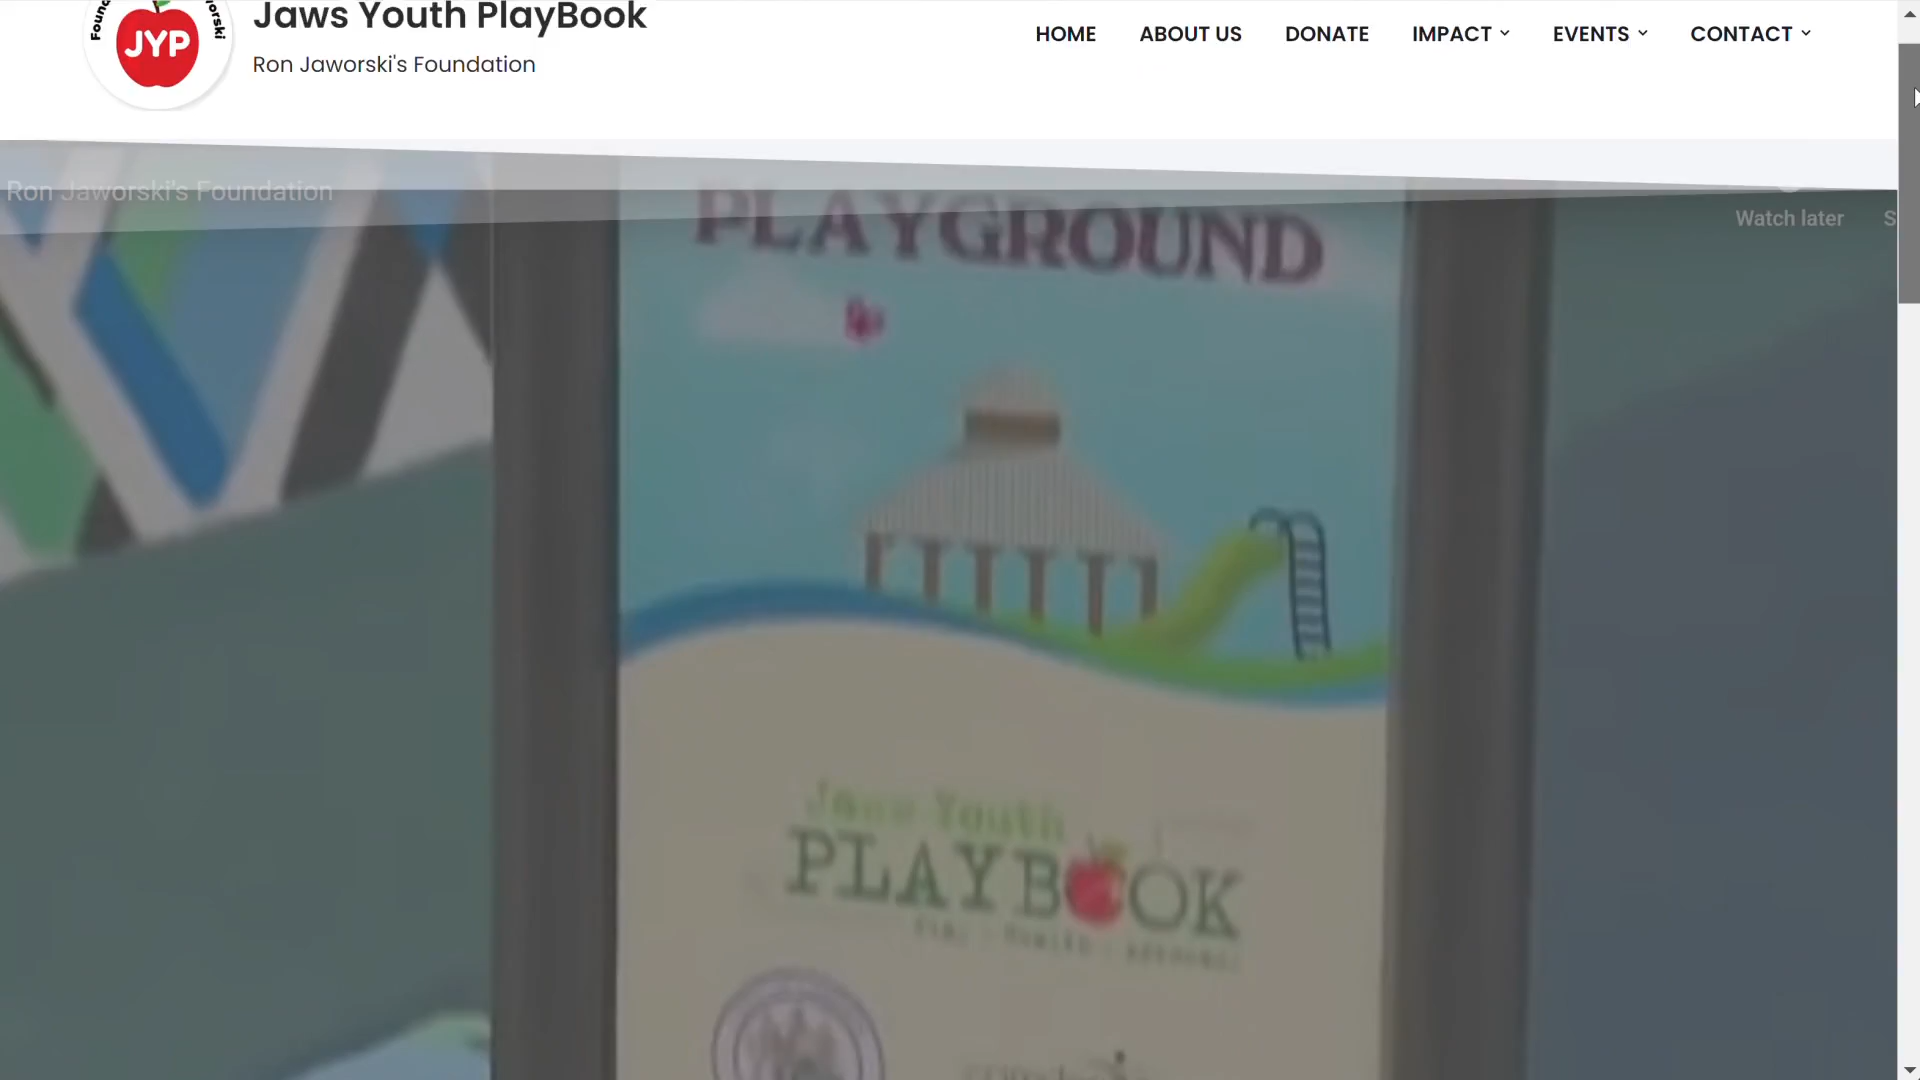 JYP
Jaws Youth PlayBook
Ron Jaworski's Foundation
HOME
ABOUT US
DONATE
IMPACT
EVENTS
CONTACT
Ron Jaworski's Foundation
Watch later
PLAYGROUND
Jaws Youth
PLAYBOOK